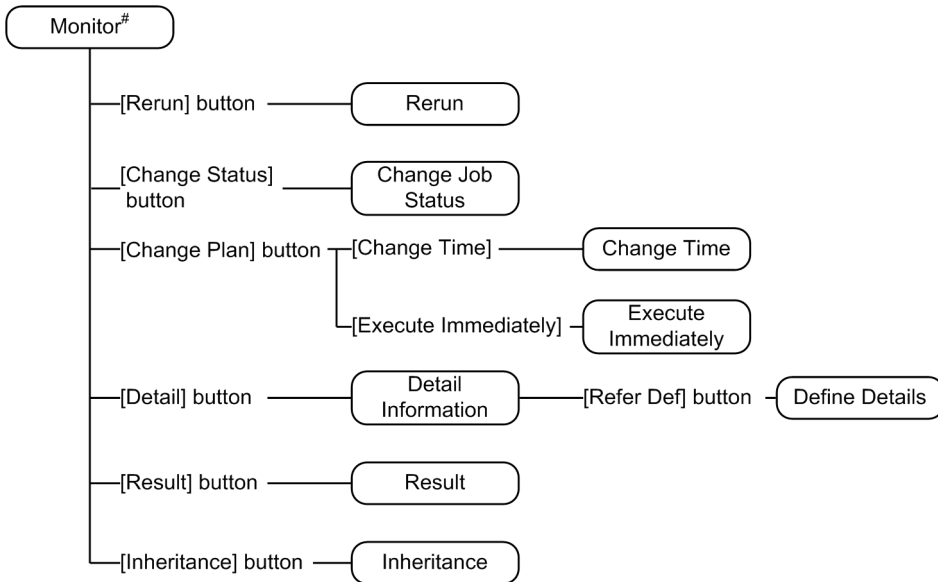 Monitor#
[Rerun] button
Rerun
[Change Status]
button
Change Job
Status
[Change Plan] button
[Change Time]
Change Time
[Execute Immediately]
Execute
Immediately
[Detail] button
Detail
Information
[Refer Def] button
Define Details
[Result] button
Result
[Inheritance] button
Inheritance